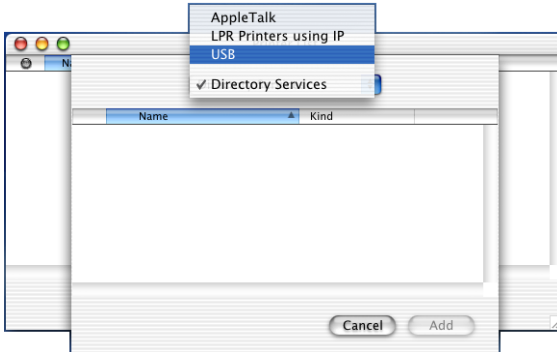 AppleTalk
LPR Printers using IP
USB
✓ Directory Services
Name Kind
Cancel Add